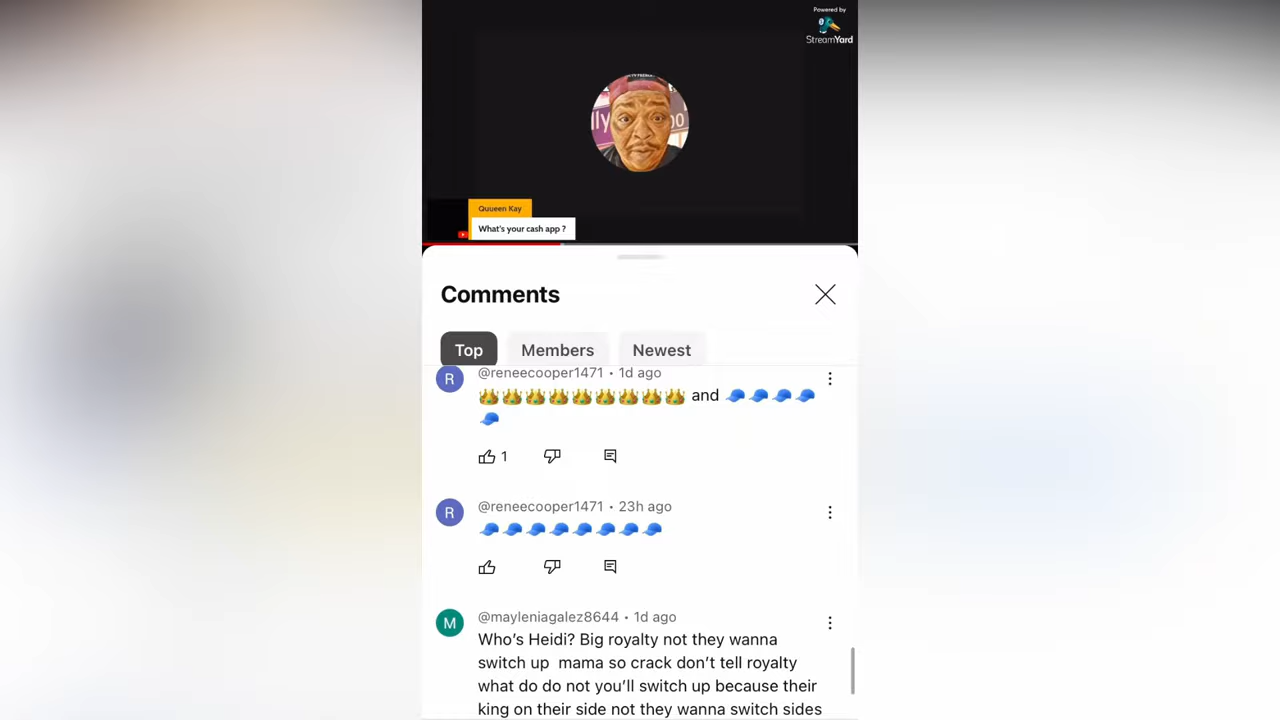 Powered by
StreamYard
Quueen Kay
What's your cash app ?
Comments
Top
Members
Newest
R
@reneecooper1471 • 1d ago
👑👑👑👑👑👑👑👑👑 and 🧢🧢🧢🧢
🧢
1
R
@reneecooper1471 • 23h ago
🧢🧢🧢🧢🧢🧢🧢🧢
M
@mayleniagalez8644 • 1d ago
Who's Heidi? Big royalty not they wanna
switch up mama so crack don't tell royalty
what do do not you'll switch up because their
king on their side not they wanna switch sides